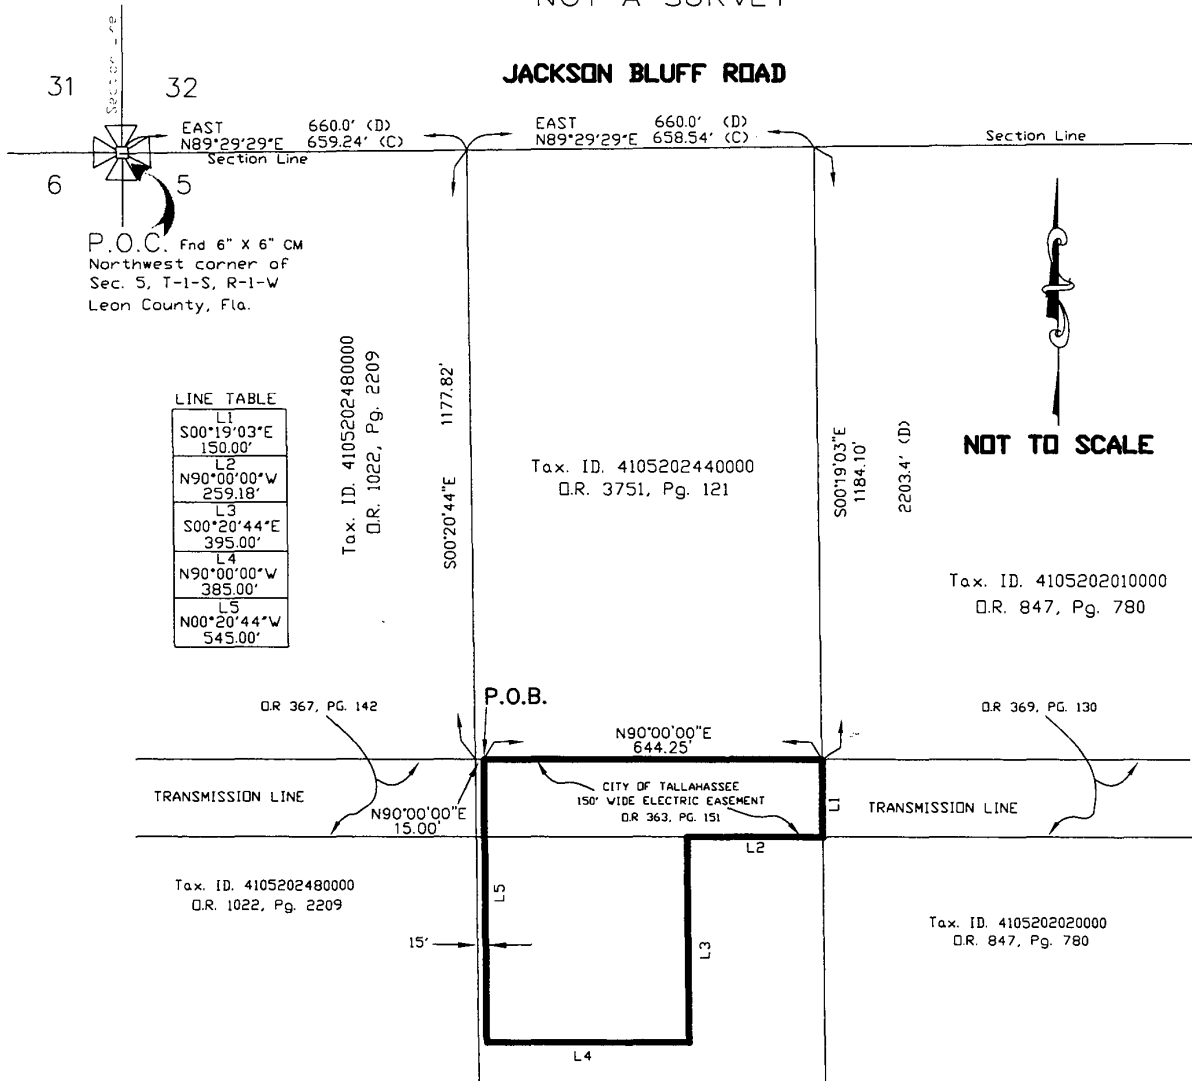 NOT A SURVEY
JACKSON BLUFF ROAD
Section Line
31
32
6
5
EAST 660.0' (D)
N89°29'29"E 659.24' (C)
Section Line
EAST 660.0' (D)
N89°29'29"E 658.54' (C)
Section Line
P.O.C. Fnd 6" X 6" CM
Northwest corner of
Sec. 5, T-1-S, R-1-W
Leon County, Fla.
LINE TABLE
L1
S00°19'03"E
150.00'
L2
N90°00'00"W
259.18'
L3
S00°20'44"E
395.00'
L4
N90°00'00"W
385.00'
L5
N00°20'44"W
545.00'
Tax. ID. 4105202480000
O.R. 1022, Pg. 2209
S00°20'44"E 1177.82'
Tax. ID. 4105202440000
O.R. 3751, Pg. 121
S00°19'03"E
1184.10'
2203.4' (D)
NOT TO SCALE
Tax. ID. 4105202010000
O.R. 847, Pg. 780
O.R 367, PG. 142
P.O.B.
N90°00'00"E
644.25'
O.R 369, PG. 130
TRANSMISSION LINE
N90°00'00"E
15.00'
CITY OF TALLAHASSEE
150' WIDE ELECTRIC EASEMENT
O.R 363, PG. 151
L1
TRANSMISSION LINE
L2
Tax. ID. 4105202480000
O.R. 1022, Pg. 2209
L5
15'
L3
Tax. ID. 4105202020000
O.R. 847, Pg. 780
L4